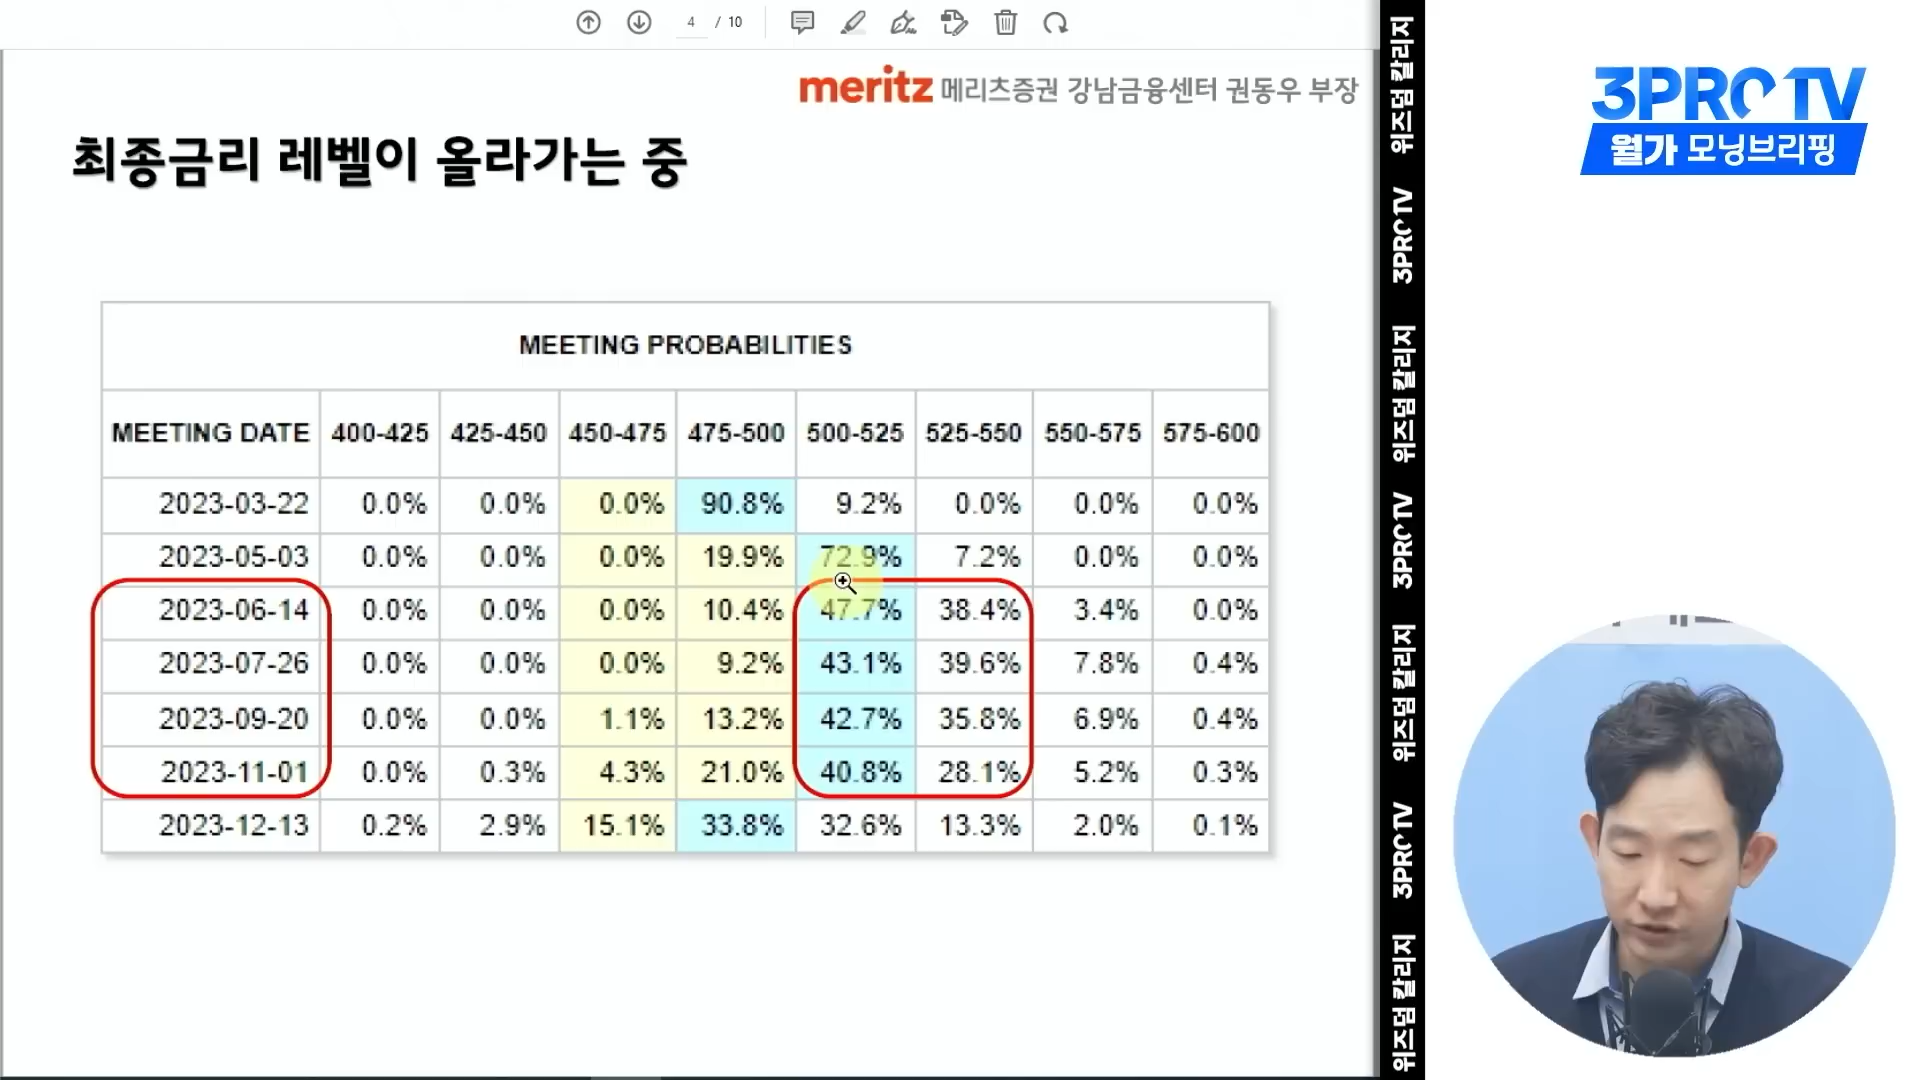 4 / 10
meritz 메리츠증권 강남금융센터 권동우 부장
최종금리 레벨이 올라가는 중
MEETING PROBABILITIES
MEETING DATE 400-425 425-450 450-475 475-500 500-525 525-550 550-575 575-600
2023-03-22 0.0% 0.0% 0.0% 90.8% 9.2% 0.0% 0.0% 0.0%
2023-05-03 0.0% 0.0% 0.0% 19.9% 72.9% 7.2% 0.0% 0.0%
2023-06-14 0.0% 0.0% 0.0% 10.4% 47.7% 38.4% 3.4% 0.0%
2023-07-26 0.0% 0.0% 0.0% 9.2% 43.1% 39.6% 7.8% 0.4%
2023-09-20 0.0% 0.0% 1.1% 13.2% 42.7% 35.8% 6.9% 0.4%
2023-11-01 0.0% 0.3% 4.3% 21.0% 40.8% 28.1% 5.2% 0.3%
2023-12-13 0.2% 2.9% 15.1% 33.8% 32.6% 13.3% 2.0% 0.1%
위즈덤 칼리지 3PROTV 위즈덤 칼리지 3PROTV 위즈덤 칼리지 3PROTV 위즈덤 칼리지
3PROTV
월가 모닝브리핑